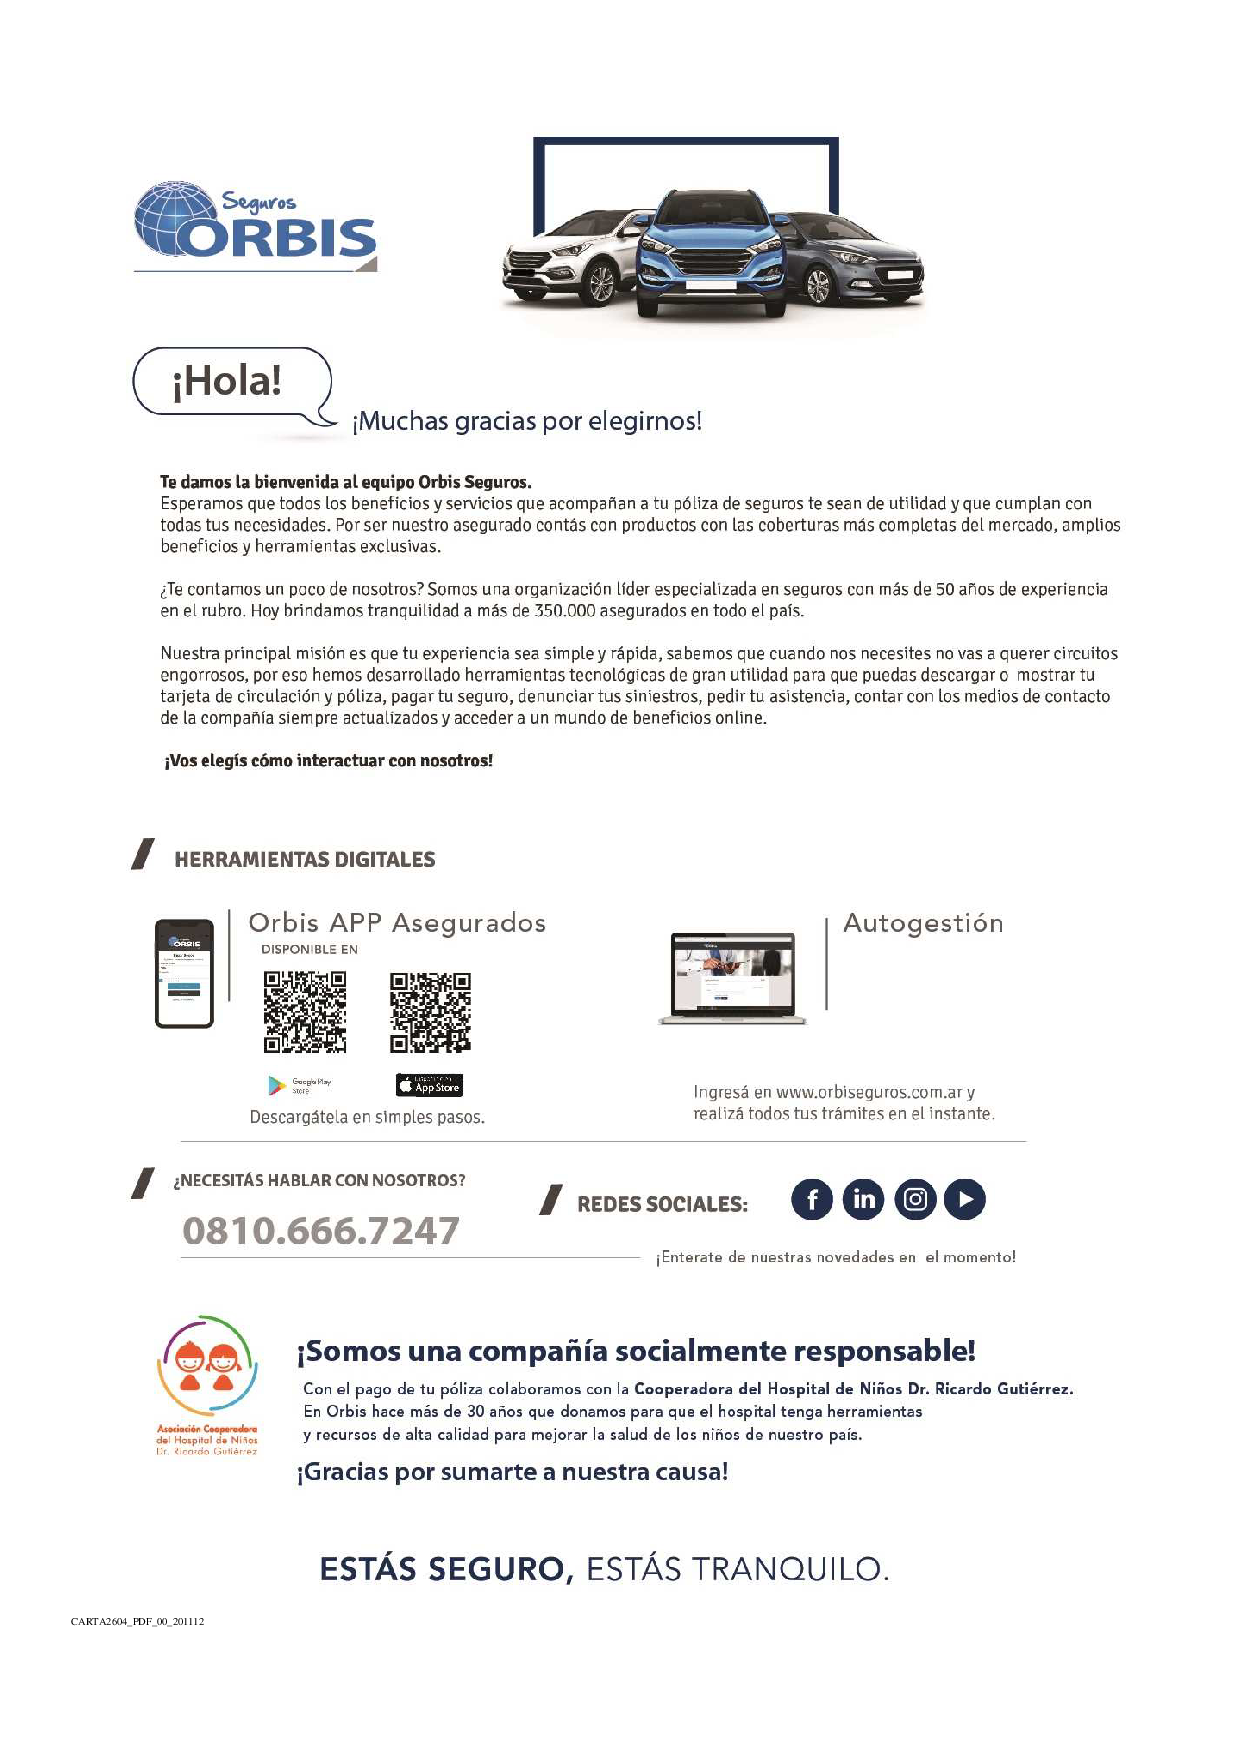 Seguros
ORBIS
¡Hola!
¡Muchas gracias por elegirnos!
Te damos la bienvenida al equipo Orbis Seguros.
Esperamos que todos los beneficios y servicios que acompañan a tu póliza de seguros te sean de utilidad y que cumplan con
todas tus necesidades. Por ser nuestro asegurado contás con productos con las coberturas más completas del mercado, amplios
beneficios y herramientas exclusivas.
¿Te contamos un poco de nosotros? Somos una organización líder especializada en seguros con más de 50 años de experiencia
en el rubro. Hoy brindamos tranquilidad a más de 350.000 asegurados en todo el país.
Nuestra principal misión es que tu experiencia sea simple y rápida, sabemos que cuando nos necesites no vas a querer circuitos
engorrosos, por eso hemos desarrollado herramientas tecnológicas de gran utilidad para que puedas descargar o mostrar tu
tarjeta de circulación y póliza, pagar tu seguro, denunciar tus siniestros, pedir tu asistencia, contar con los medios de contacto
de la compañía siempre actualizados y acceder a un mundo de beneficios online.
¡Vos elegís cómo interactuar con nosotros!
HERRAMIENTAS DIGITALES
ORBIS
Orbis APP Asegurados
DISPONIBLE EN
Google Play
Store
App Store
Descargátela en simples pasos.
Autogestión
Ingresá en www.orbiseguros.com.ar y
realizá todos tus trámites en el instante.
¿NECESITÁS HABLAR CON NOSOTROS?
0810.666.7247
REDES SOCIALES:
¡Enterate de nuestras novedades en el momento!
Asociación Cooperadora
del Hospital de Niños
Dr. Ricardo Gutiérrez
¡Somos una compañía socialmente responsable!
Con el pago de tu póliza colaboramos con la Cooperadora del Hospital de Niños Dr. Ricardo Gutiérrez.
En Orbis hace más de 30 años que donamos para que el hospital tenga herramientas
y recursos de alta calidad para mejorar la salud de los niños de nuestro país.
¡Gracias por sumarte a nuestra causa!
ESTÁS SEGURO, ESTÁS TRANQUILO.
CARTA2604_PDF_00_201112